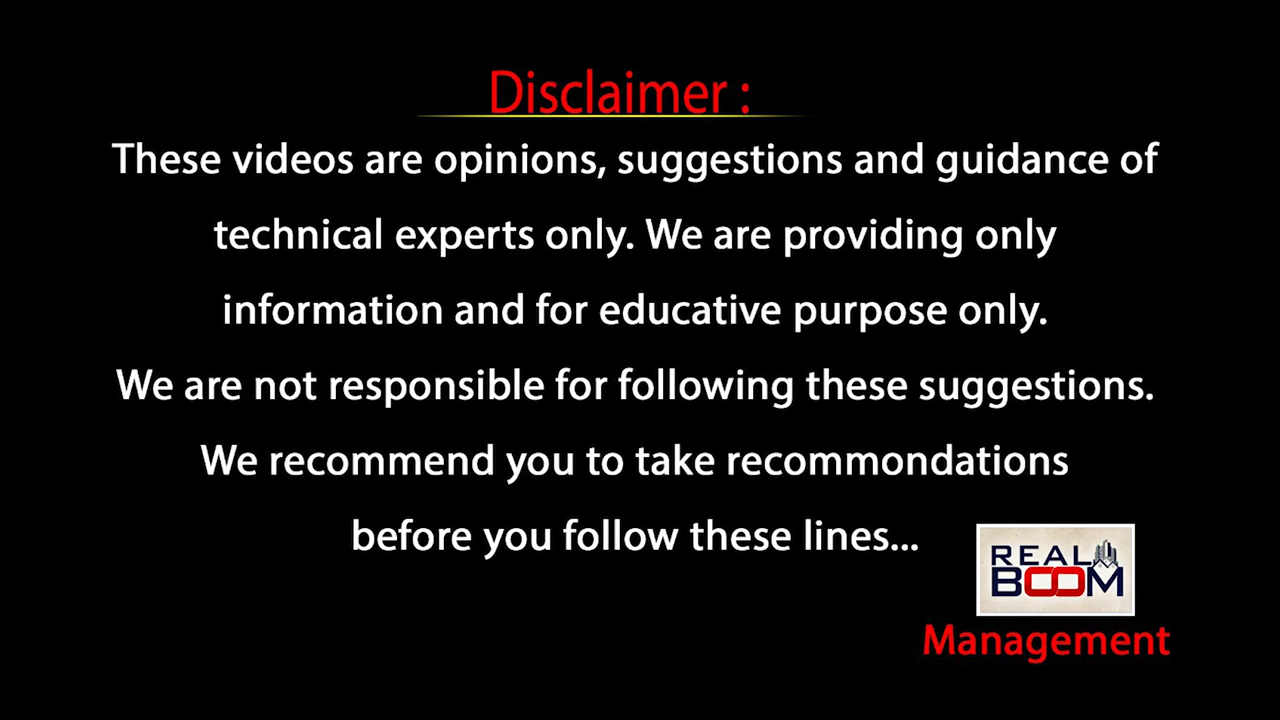 Disclaimer :
These videos are opinions, suggestions and guidance of
technical experts only. We are providing only
information and for educative purpose only.
We are not responsible for following these suggestions.
We recommend you to take recommondations
before you follow these lines...
REAL
BOOM
Management